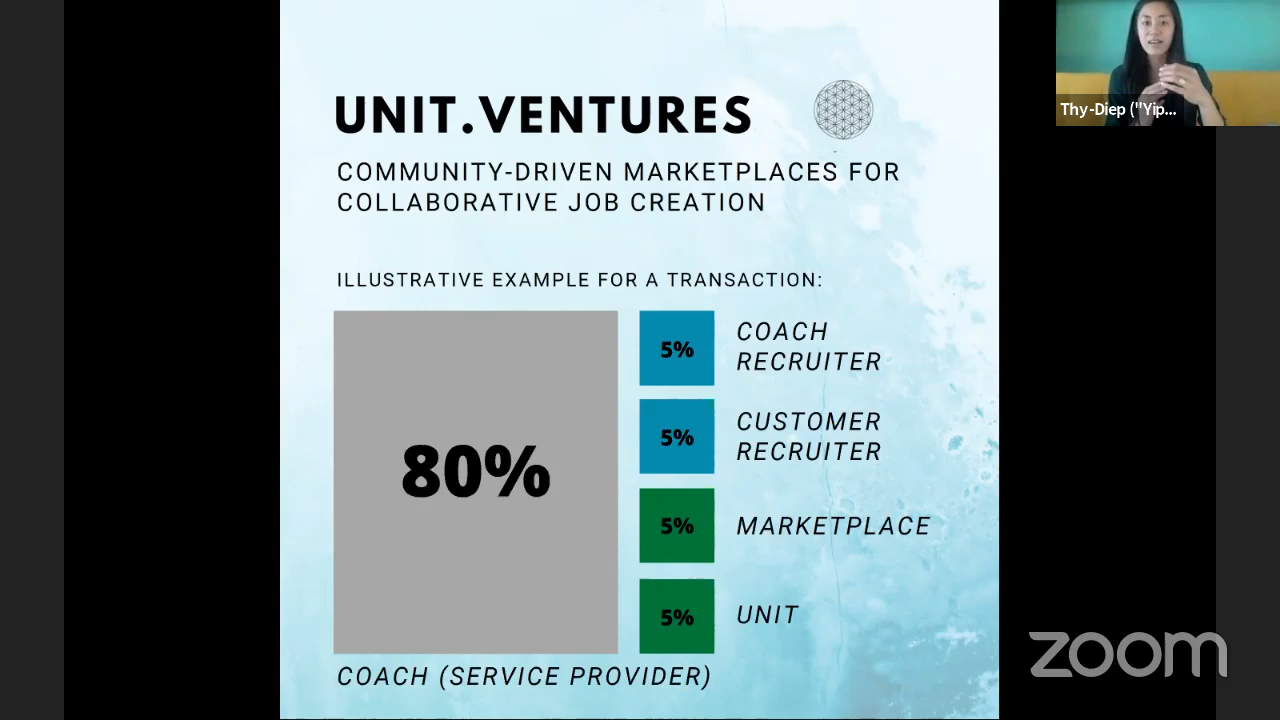 UNIT.VENTURES
COMMUNITY-DRIVEN MARKETPLACES FOR
COLLABORATIVE JOB CREATION
ILLUSTRATIVE EXAMPLE FOR A TRANSACTION:
80%
COACH (SERVICE PROVIDER)
5%
COACH
RECRUITER
5%
CUSTOMER
RECRUITER
5%
MARKETPLACE
5%
UNIT
Thy-Diep ("Yip...
zoom